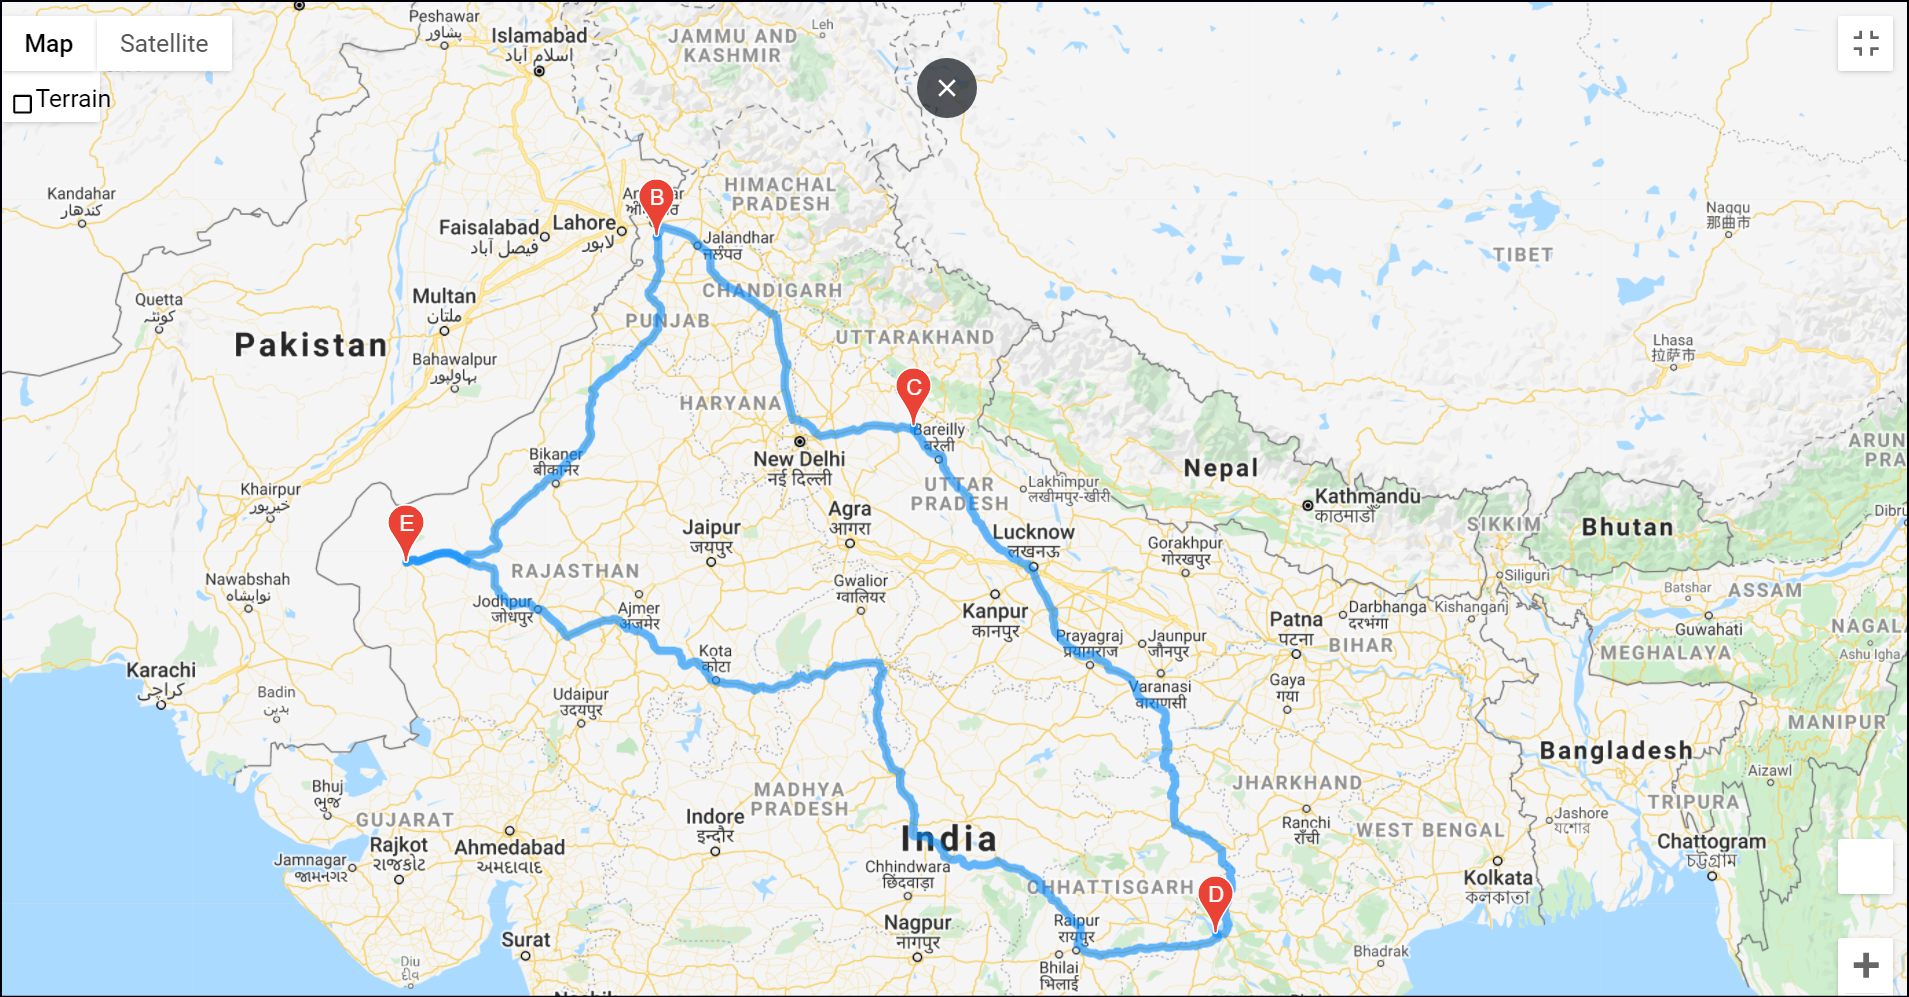 Map
Satellite
Terrain
Peshawar
پشاور
Islamabad
اسلام آباد
JAMMU AND
KASHMIR
Leh
Kandahar
کندهار
Faisalabad
فیصل آباد
Lahore
لاہور
B
HIMACHAL
PRADESH
Jalandhar
ਜਲੰਧਰ
Naqqu
那曲市
TIBET
Quetta
کوئٹہ
Multan
ملتان
CHANDIGARH
PUNJAB
Pakistan
Bahawalpur
بہاولپور
UTTARAKHAND
Lhasa
拉萨市
HARYANA
C
Bareilly
बरेली
New Delhi
नई दिल्ली
Bikaner
बीकानेर
Khairpur
خیرپور
UTTAR
PRADESH
Lakhimpur
लखीमपुर-खीरी
Nepal
Kathmandu
काठमाडौं
SIKKIM
Bhutan
ARUN
PRA
Dibru
E
Agra
आगरा
Jaipur
जयपुर
Lucknow
लखनऊ
Gorakhpur
गोरखपुर
Siliguri
Nawabshah
نوابشاہ
RAJASTHAN
Gwalior
ग्वालियर
Batshar
ASSAM
Jodhpur
जोधपुर
Ajmer
अजमेर
Kanpur
कानपुर
Patna
पटना
Darbhanga
दरभंगा
Kishanganj
Guwahati
NAGAL
Prayagraj
प्रयागराज
Jaunpur
जौनपुर
BIHAR
MEGHALAYA
Ashu Igha
Karachi
کراچی
Kota
कोटा
Badin
بدین
Udaipur
उदयपुर
Varanasi
वाराणसी
Gaya
गया
MANIPUR
Bangladesh
Bhuj
ભુજ
GUJARAT
MADHYA
PRADESH
JHARKHAND
Aizawl
TRIPURA
Indore
इन्दौर
India
Ranchi
राँची
WEST BENGAL
Jashore
যশোর
Chattogram
চট্টগ্রাম
Rajkot
રાજકોટ
Ahmedabad
અમદાવાદ
Jamnagar
જામનગર
Chhindwara
छिंदवाड़ा
CHHATTISGARH
D
Kolkata
কলকাতা
Nagpur
नागपुर
Raipur
रायपुर
Surat
Bhilai
भिलाई
Bhadrak
Diu
દીવ